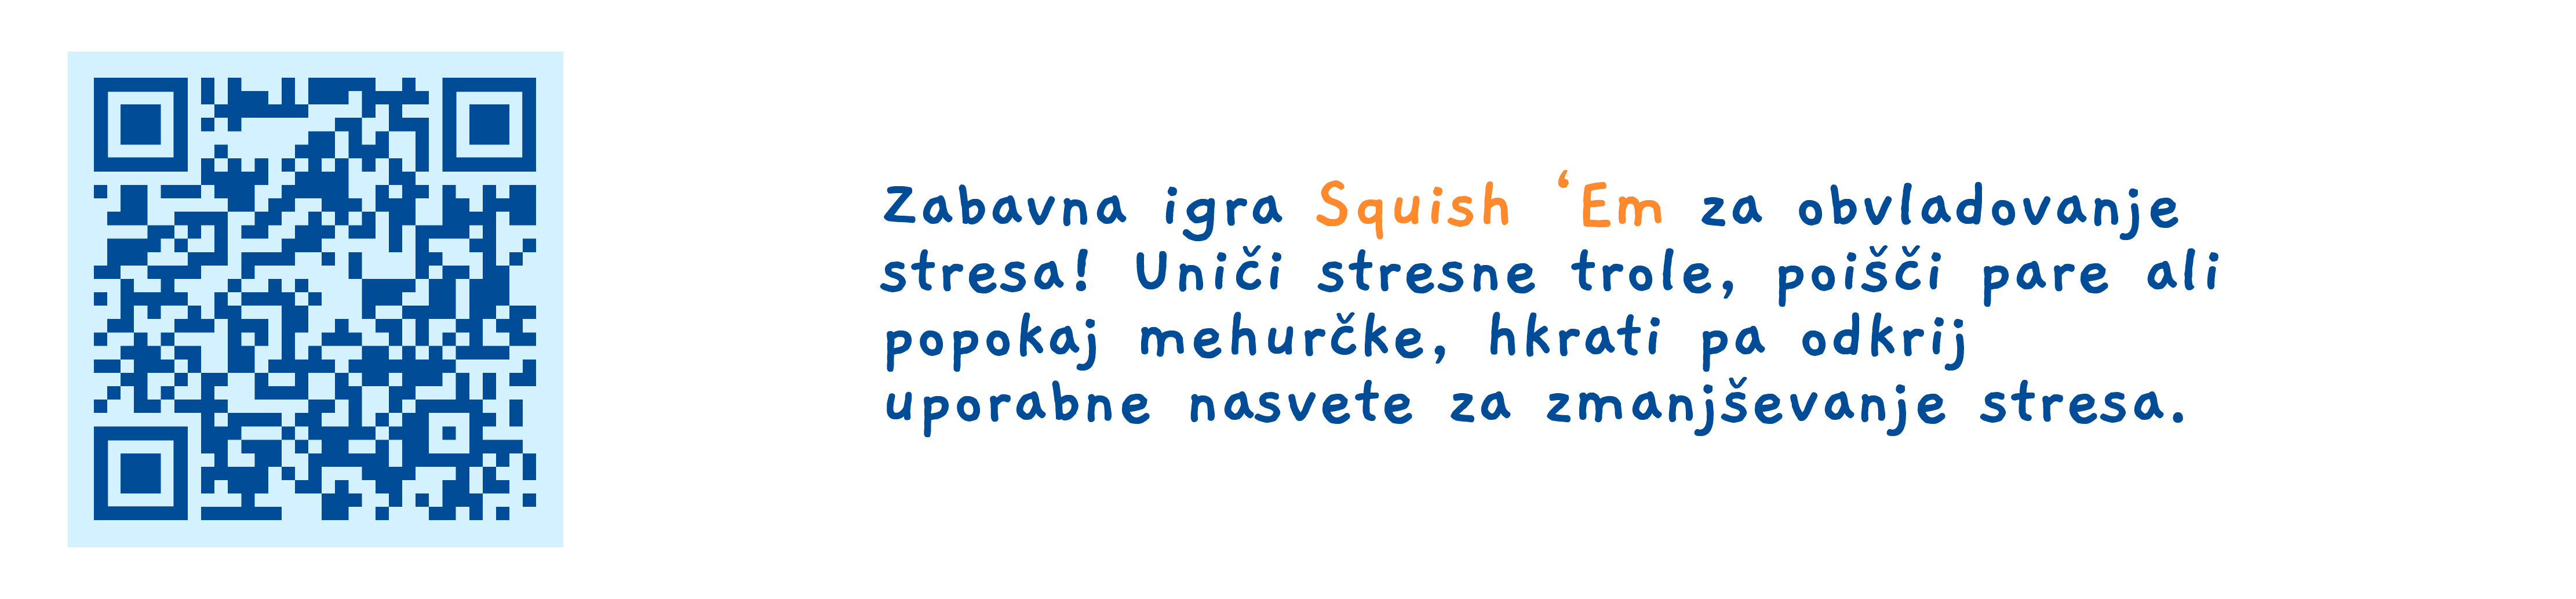 Zabavna igra Squish ‘Em za obvladovanje
stresa! Uniči stresne trole, poišči pare ali
popokaj mehurčke, hkrati pa odkrij
uporabne nasvete za zmanjševanje stresa.